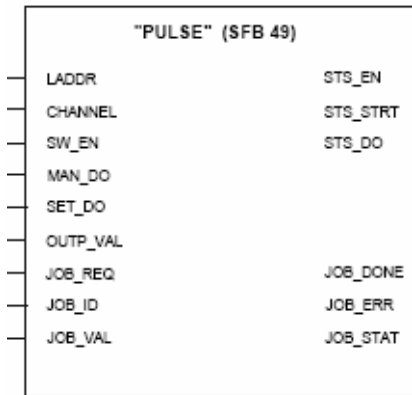 "PULSE" (SFB 49)
LADDR STS_EN
CHANNEL STS_STRT
SW_EN STS_DO
MAN_DO
SET_DO
OUTP_VAL
JOB_REQ JOB_DONE
JOB_ID JOB_ERR
JOB_VAL JOB_STAT